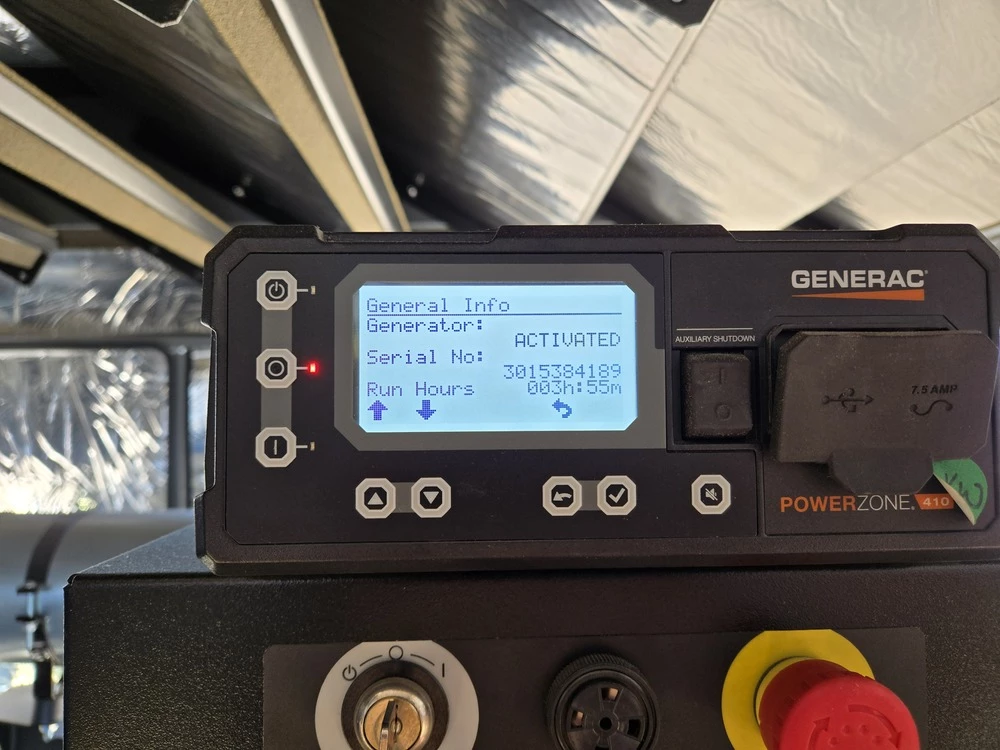 General Info
Generator:
ACTIVATED
Serial No:
3015384189
Run Hours 003h:55m
GENERAC
AUXILIARY SHUTDOWN
7.5 AMP
POWERZONE 410